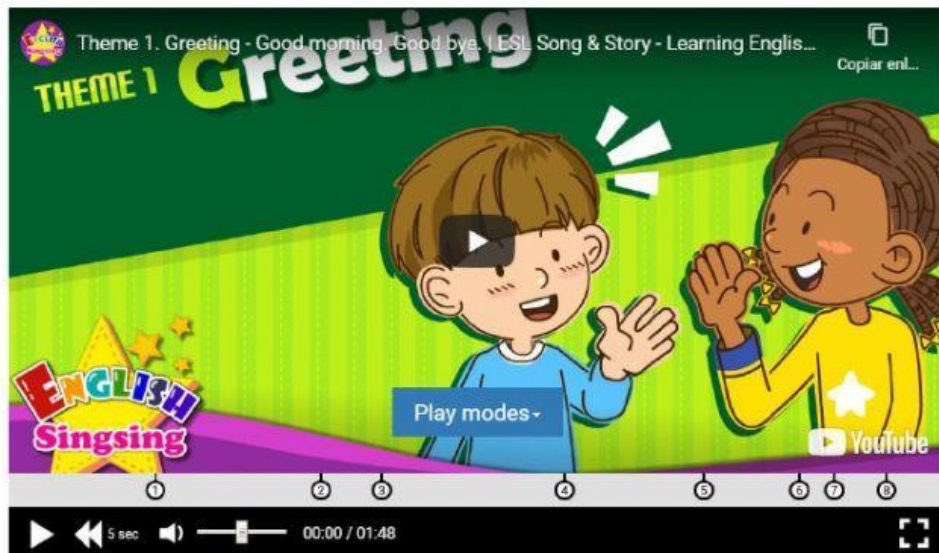 Theme 1. Greeting - Good morning, Good bye. | ESL Song & Story - Learning Englis...
Copiar enl...
THEME 1 Greeting
ENGLISH
Singsing
Play modes
YouTube
1 2 3 4 5 6 7 8
5 sec 00:00 / 01:48